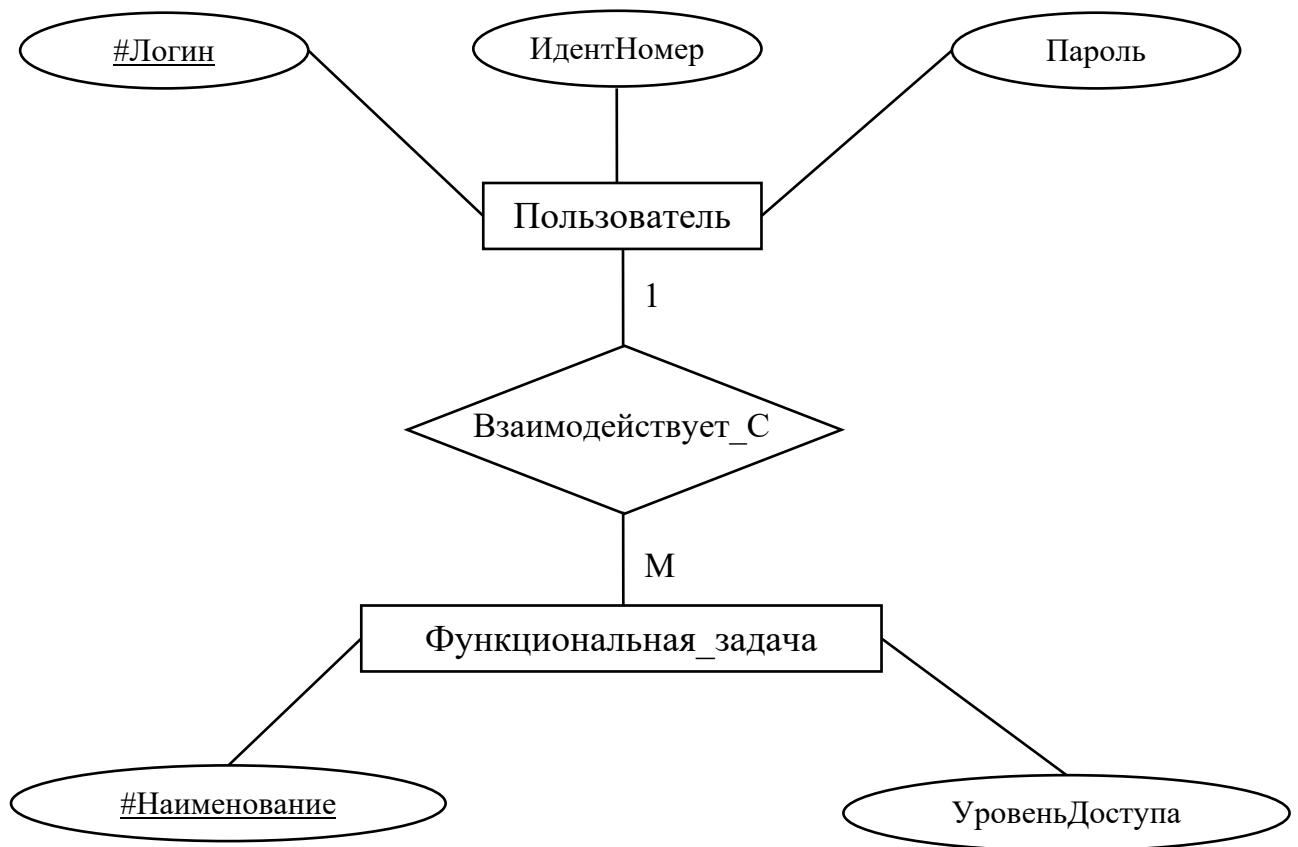 #Логин
ИдентНомер
Пароль
Пользователь
1
Взаимодействует_С
М
Функциональная_задача
#Наименование
УровеньДоступа